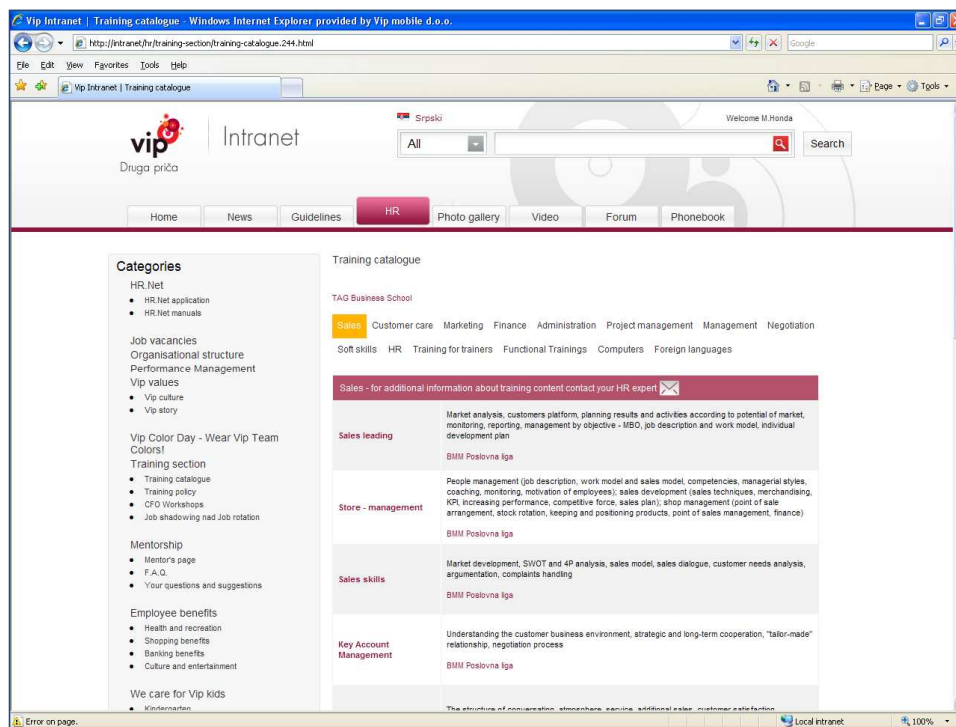 Vip Intranet | Training catalogue - Windows Internet Explorer provided by Vip mobile d.o.o.
http://intranet/hr/training-section/training-catalogue.244.html
Google
File Edit View Favorites Tools Help
Vip Intranet | Training catalogue
Page Tools
Srpski
Welcome M.Honda
vip
Intranet
All
Search
Druga priča
Home News Guidelines HR Photo gallery Video Forum Phonebook
Categories
HR.Net
HR.Net application
HR.Net manuals
Job vacancies
Organisational structure
Performance Management
Vip values
Vip culture
Vip story
Vip Color Day - Wear Vip Team
Colors!
Training section
Training catalogue
Training policy
CFO Workshops
Job shadowing nad Job rotation
Mentorship
Mentor's page
F.A.Q.
Your questions and suggestions
Employee benefits
Health and recreation
Shopping benefits
Banking benefits
Culture and entertainment
We care for Vip kids
Kindergarten
Training catalogue
TAG Business School
Sales Customer care Marketing Finance Administration Project management Management Negotiation
Soft skills HR Training for trainers Functional Trainings Computers Foreign languages
Sales - for additional information about training content contact your HR expert
Sales leading
Market analysis, customers platform, planning results and activities according to potential of market,
monitoring, reporting, management by objective - MBO, job description and work model, individual
development plan
BMM Poslovna liga
Store - management
People management (job description, work model and sales model, competencies, managerial styles,
coaching, monitoring, motivation of employees); sales development (sales techniques, merchandising,
KPI, increasing performance, competitive force, sales plan); shop management (point of sale
arrangement, stock rotation, keeping and positioning products, point of sales management, finance)
BMM Poslovna liga
Sales skills
Market development, SWOT and 4P analysis, sales model, sales dialogue, customer needs analysis,
argumentation, complaints handling
BMM Poslovna liga
Key Account
Management
Understanding the customer business environment, strategic and long-term cooperation, "tailor-made"
relationship, negotiation process
BMM Poslovna liga
The structure of conversation, atmosphere, service, additional sales, customer satisfaction
Error on page.
Local intranet
100%